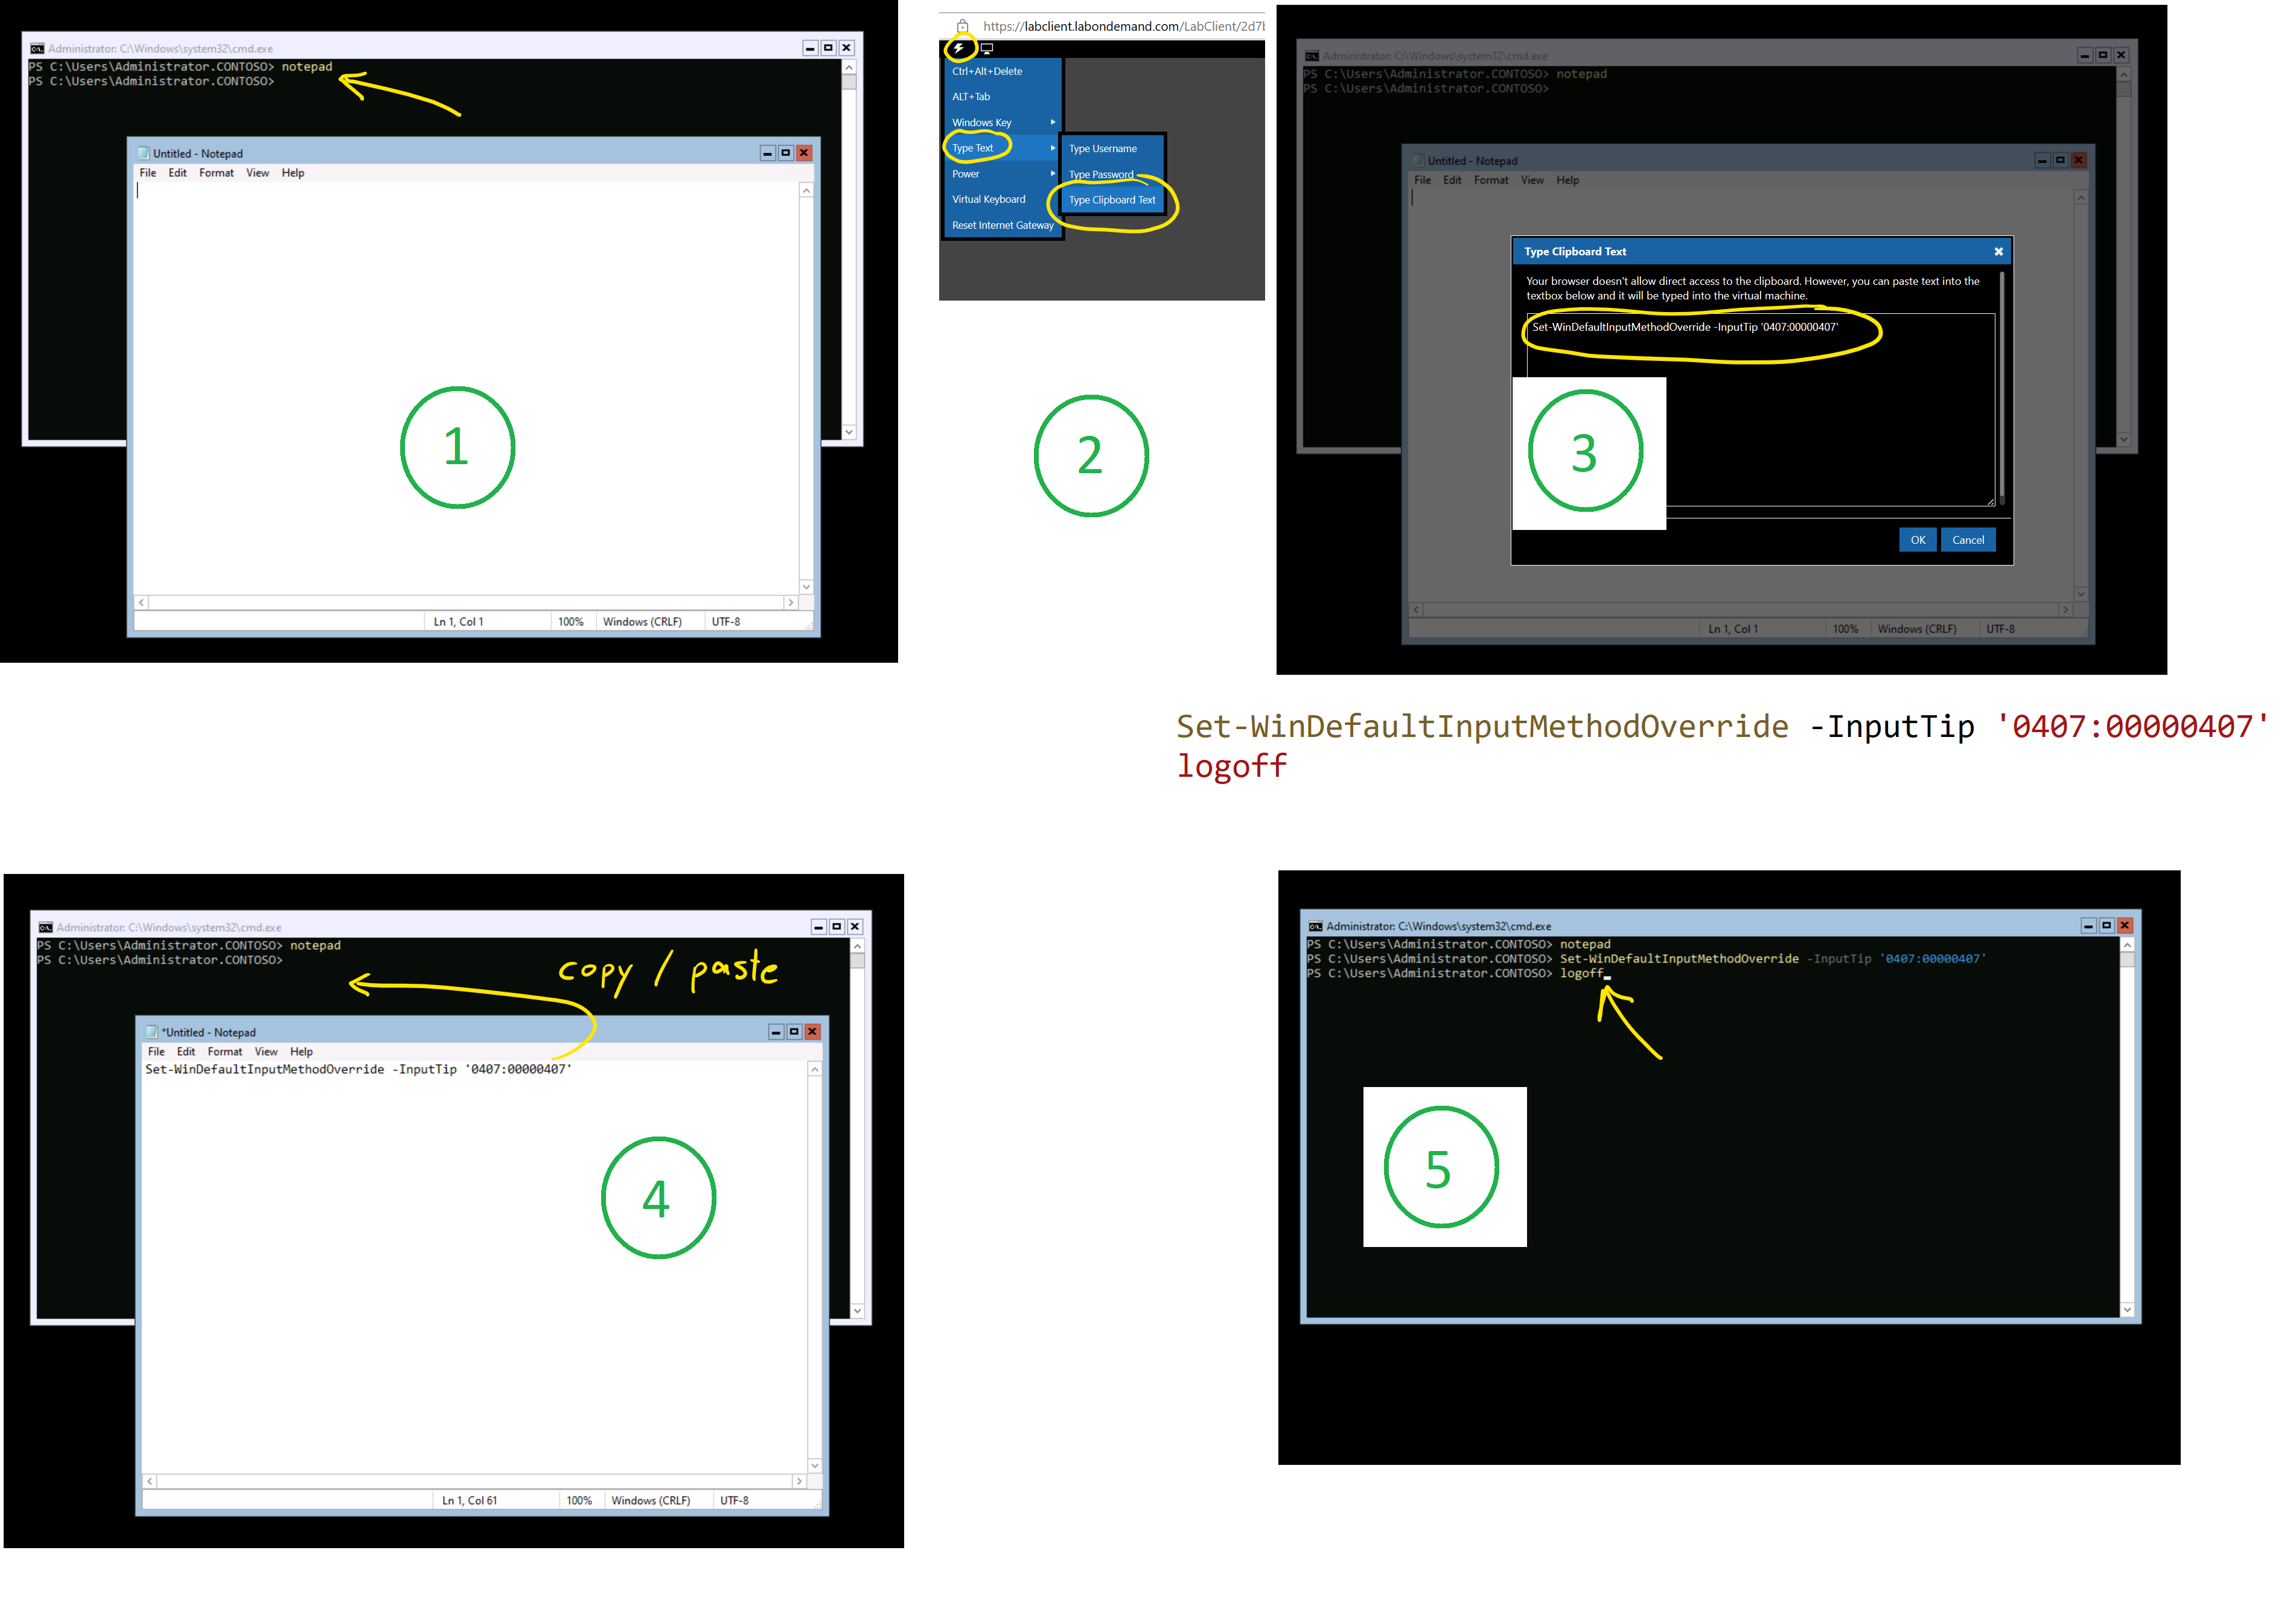 Administrator: C:\Windows\system32\cmd.exe
PS C:\Users\Administrator.CONTOSO> notepad
PS C:\Users\Administrator.CONTOSO>
Untitled - Notepad
File Edit Format View Help
1
Ln 1, Col 1 100% Windows (CRLF) UTF-8
https://labclient.labondemand.com/LabClient/2d7b
Ctrl+Alt+Delete
ALT+Tab
Windows Key
Type Text
Power
Virtual Keyboard
Reset Internet Gateway
Type Username
Type Password
Type Clipboard Text
2
Administrator: C:\Windows\system32\cmd.exe
PS C:\Users\Administrator.CONTOSO> notepad
PS C:\Users\Administrator.CONTOSO>
Untitled - Notepad
File Edit Format View Help
Type Clipboard Text
Your browser doesn't allow direct access to the clipboard. However, you can paste text into the
textbox below and it will be typed into the virtual machine.
Set-WinDefaultInputMethodOverride -InputTip '0407:00000407'
3
OK Cancel
Ln 1, Col 1 100% Windows (CRLF) UTF-8
Set-WinDefaultInputMethodOverride -InputTip '0407:00000407'
logoff
Administrator: C:\Windows\system32\cmd.exe
PS C:\Users\Administrator.CONTOSO> notepad
PS C:\Users\Administrator.CONTOSO>
copy / paste
*Untitled - Notepad
File Edit Format View Help
Set-WinDefaultInputMethodOverride -InputTip '0407:00000407'
4
Ln 1, Col 61 100% Windows (CRLF) UTF-8
Administrator: C:\Windows\system32\cmd.exe
PS C:\Users\Administrator.CONTOSO> notepad
PS C:\Users\Administrator.CONTOSO> Set-WinDefaultInputMethodOverride -InputTip '0407:00000407'
PS C:\Users\Administrator.CONTOSO> logoff
5